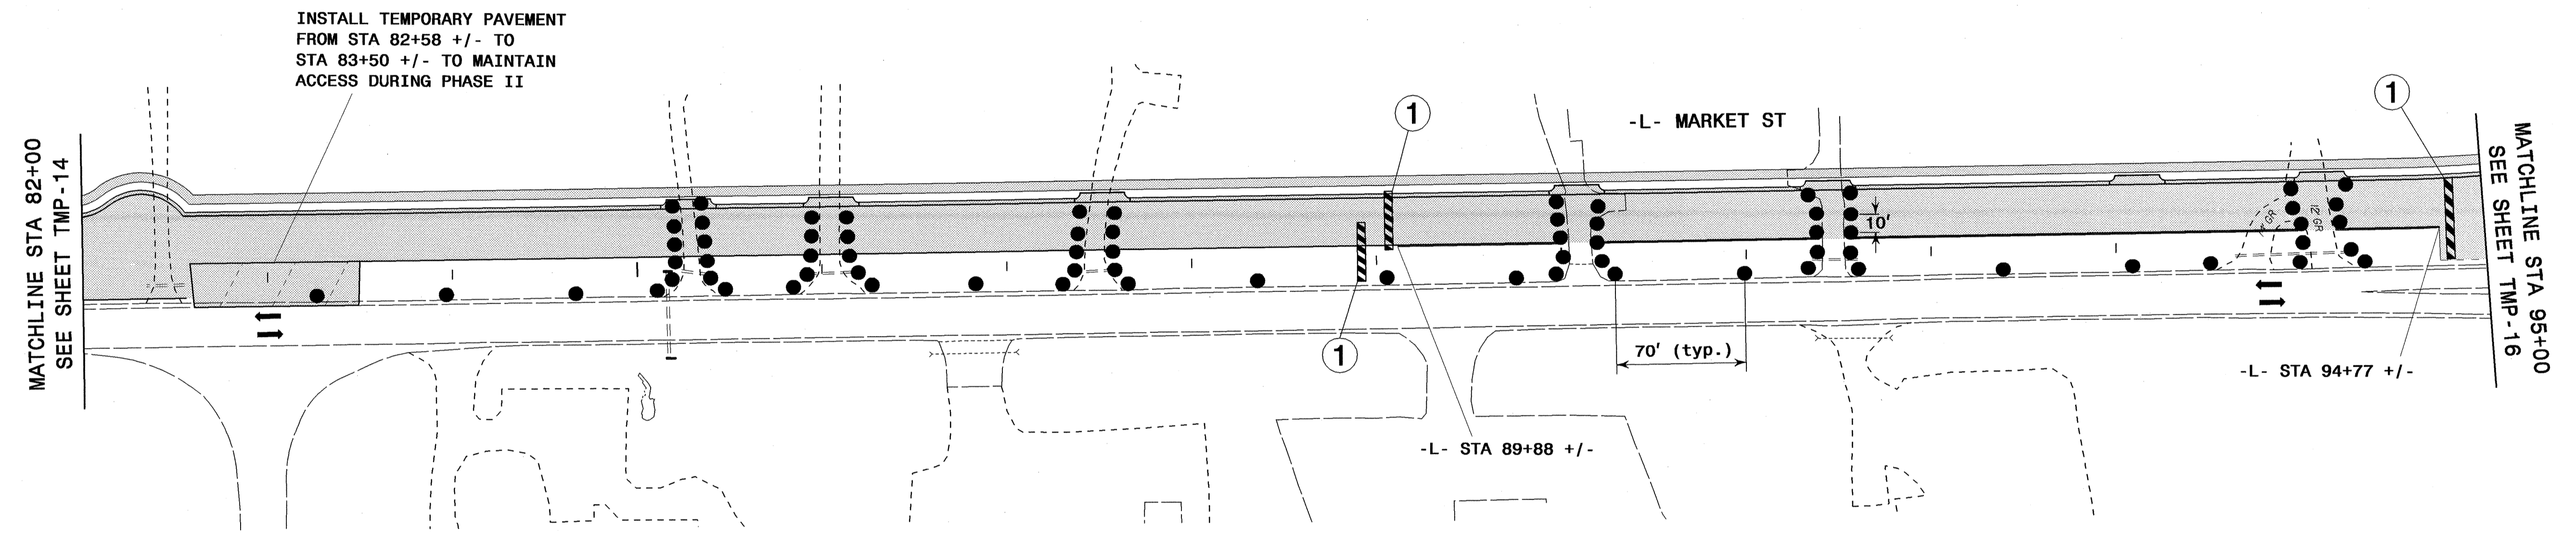 INSTALL TEMPORARY PAVEMENT
FROM STA 82+58 +/- TO
STA 83+50 +/- TO MAINTAIN
ACCESS DURING PHASE II
MATCHLINE STA 82+00
SEE SHEET TMP-14
1
1
-L- MARKET ST
1
10'
70' (typ.)
12' GR
-L- STA 89+88 +/-
-L- STA 94+77 +/-
MATCHLINE STA 95+00
SEE SHEET TMP-16